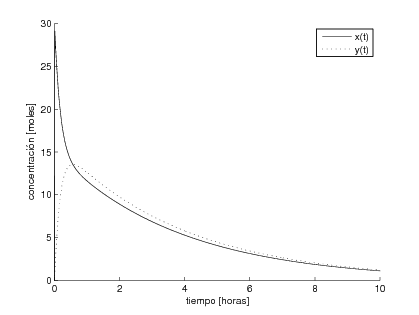 30
25
20
15
10
5
0
concentración [moles]
x(t)
y(t)
0 2 4 6 8 10
tiempo [horas]